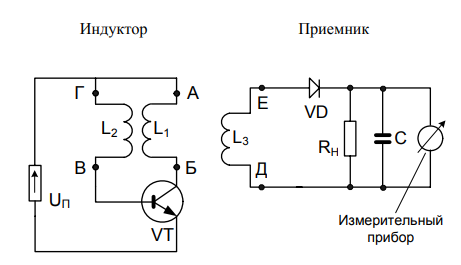 Индуктор
Приемник
Г
А
Е
VD
L₂
L₁
L₃
Rн
С
В
Б
Д
Uп
VT
Измерительный
прибор